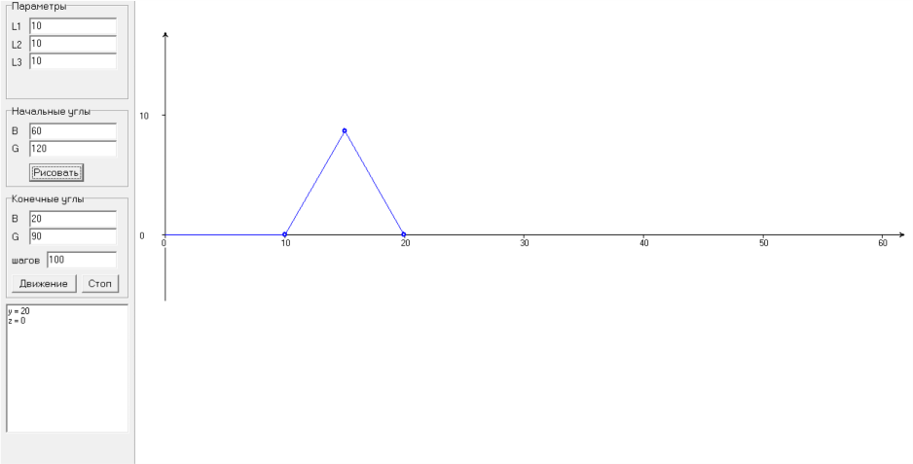 Параметры
L1 10
L2 10
L3 10
Начальные углы
B 60
G 120
Рисовать
Конечные углы
B 20
G 90
шагов 100
Движение Стоп
y = 20
z = 0
10
0
0 10 20 30 40 50 60